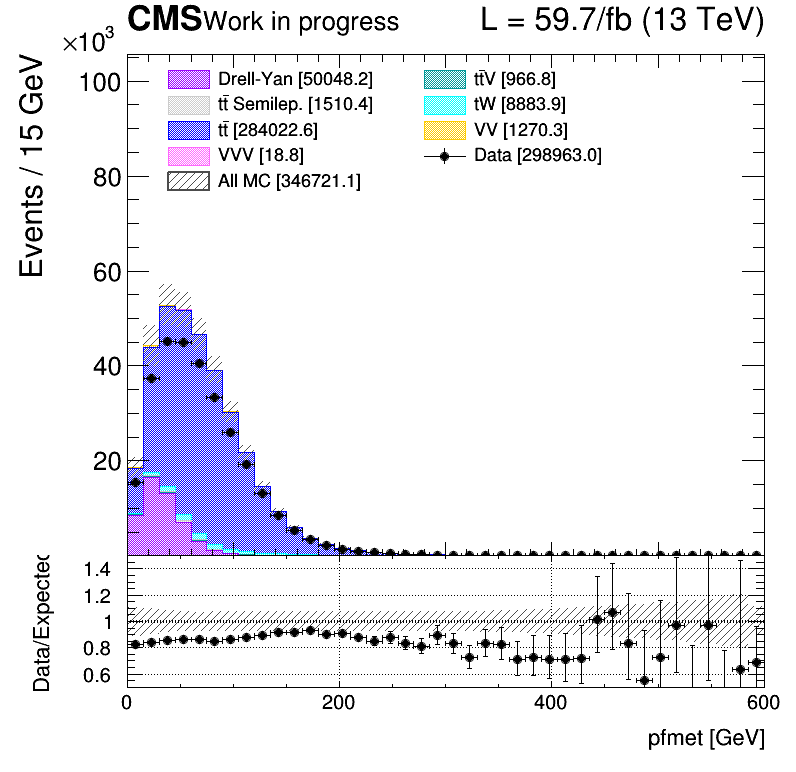 CMS Work in progress L = 59.7/fb (13 TeV)
×10³
Events / 15 GeV
100
80
60
40
20
Drell-Yan [50048.2]
tt̄ Semilep. [1510.4]
tt̄ [284022.6]
VVV [18.8]
All MC [346721.1]
tt̄V [966.8]
tW [8883.9]
VV [1270.3]
Data [298963.0]
Data/Expected
1.4
1.2
1
0.8
0.6
0 200 400 600
pfmet [GeV]